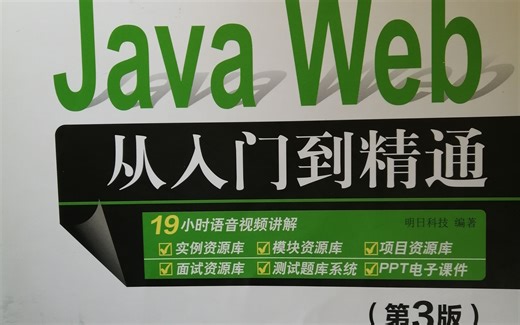 Java Web
从入门到精通
19小时语音视频讲解
明日科技 编著
实例资源库 模块资源库 项目资源库
面试资源库 测试题库系统 PPT电子课件
(第3版)